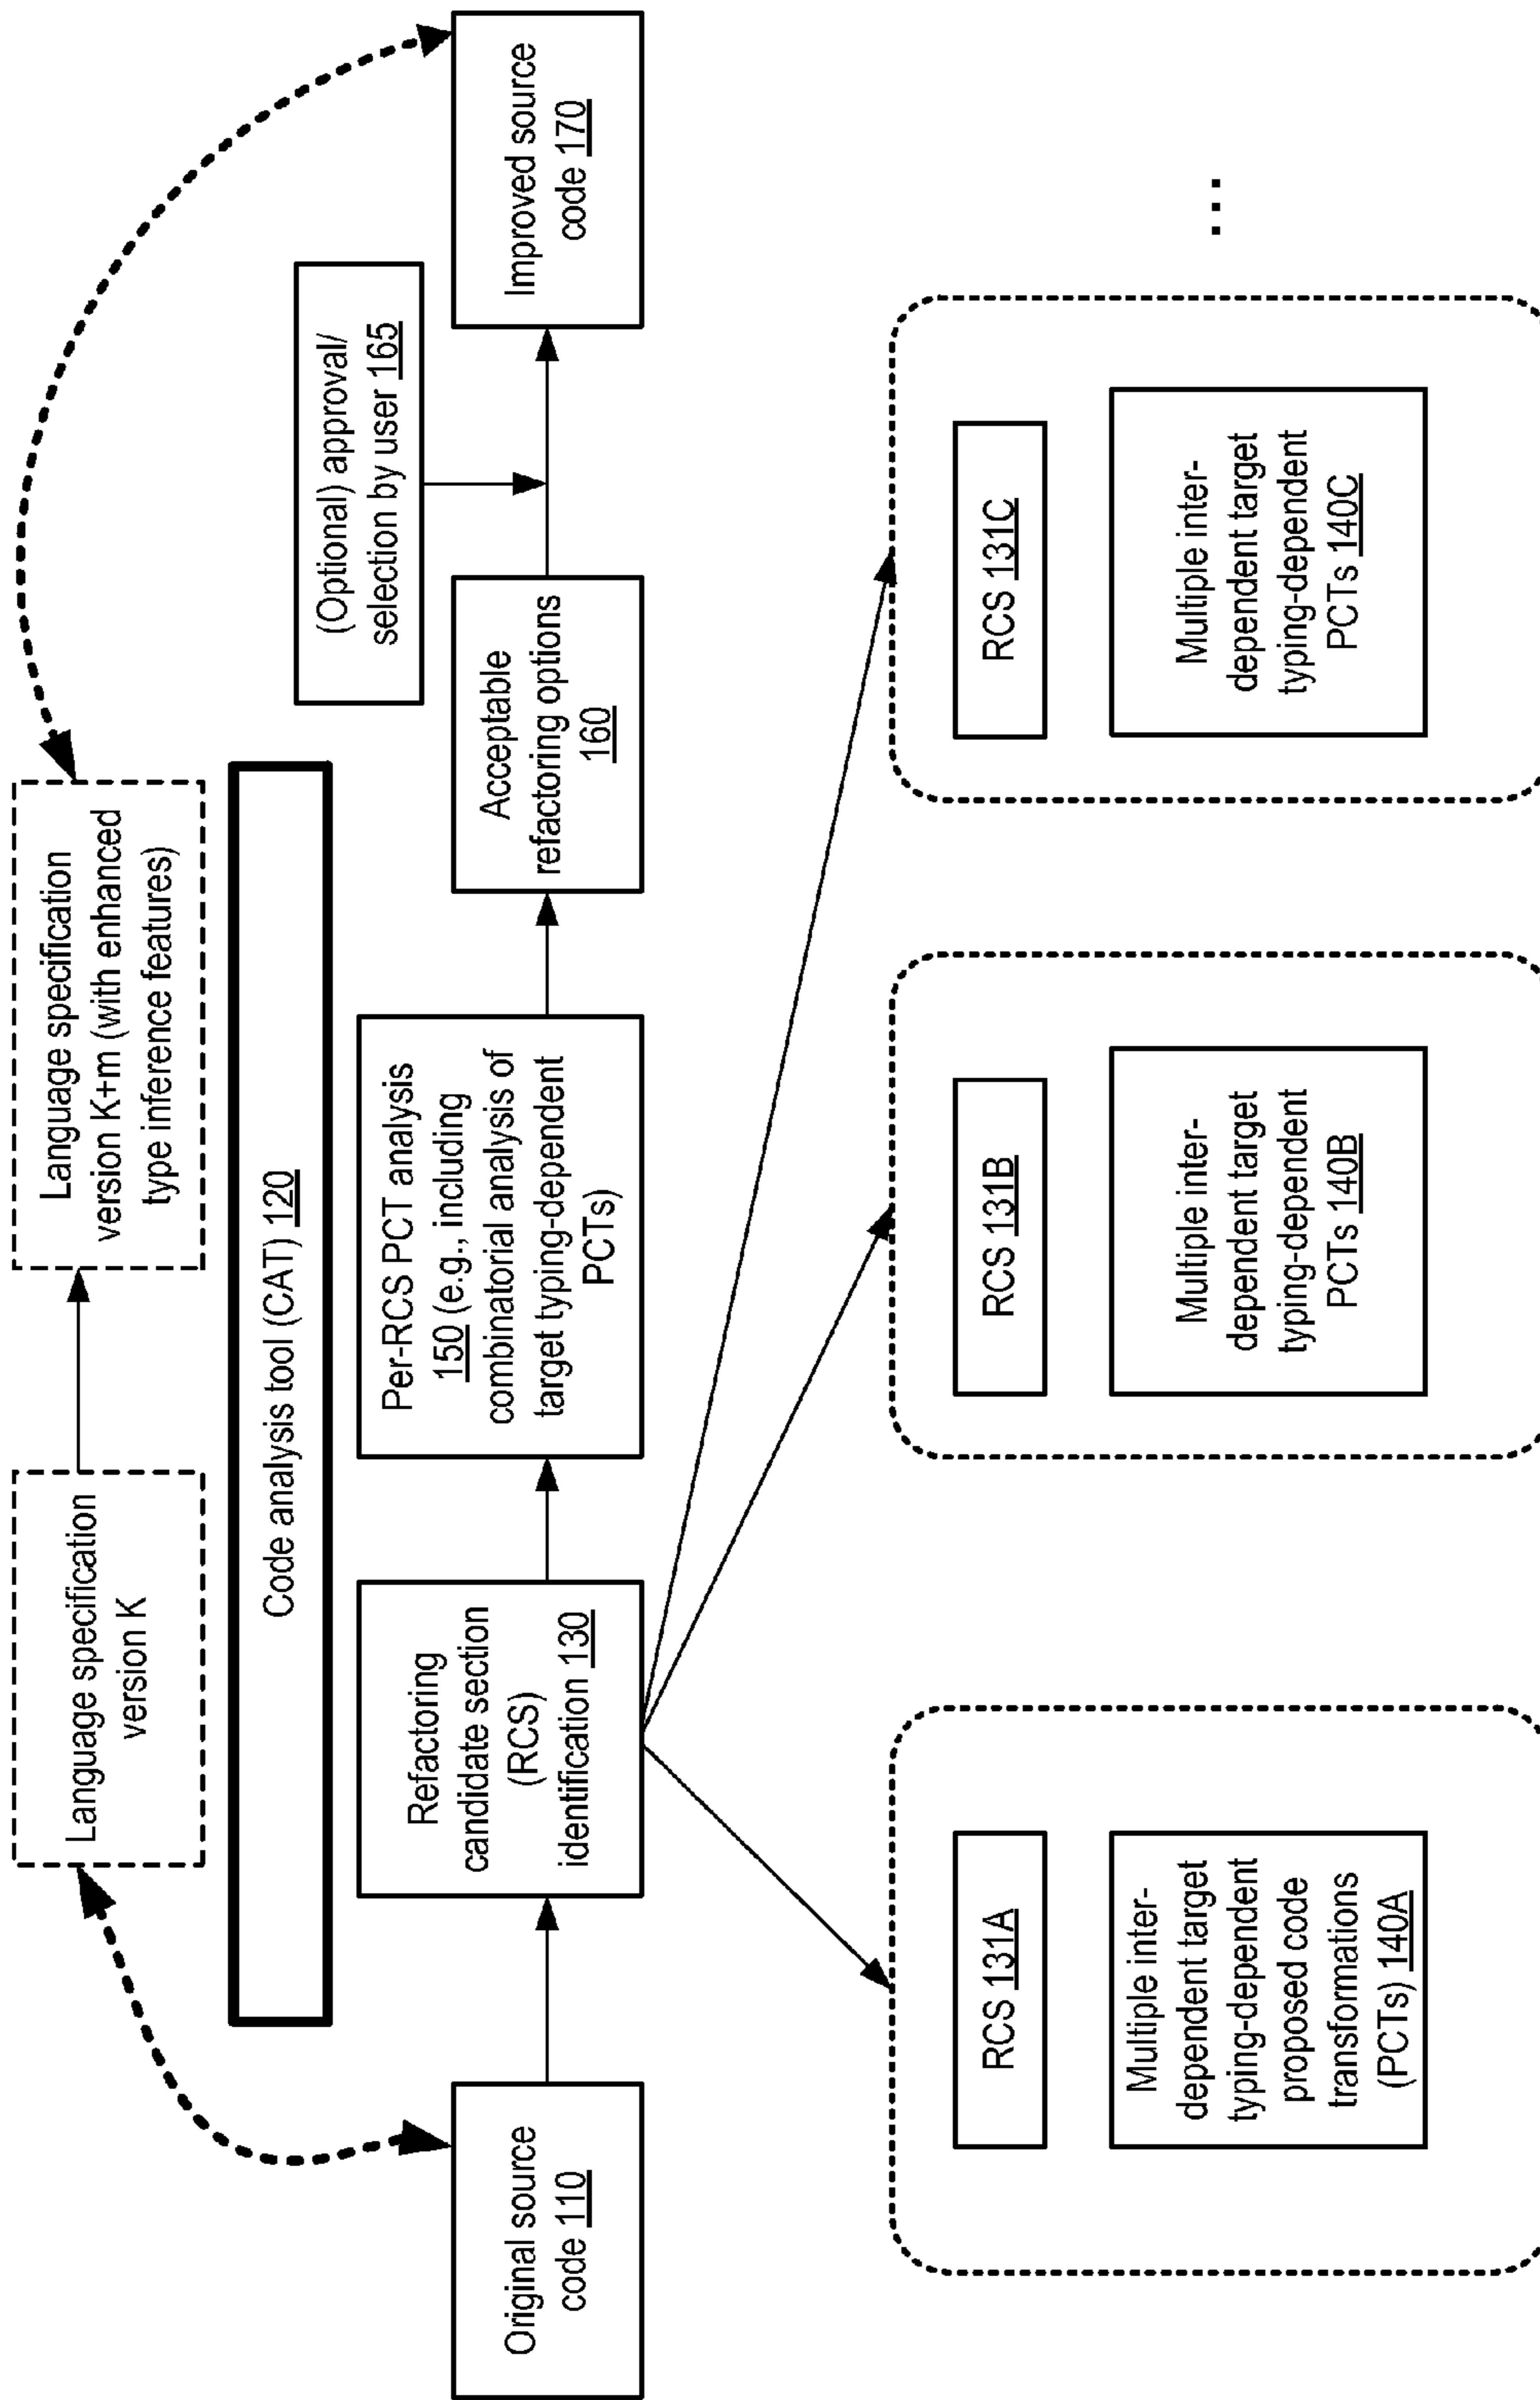 Language specification
version K
Language specification
version K+m (with enhanced
type inference features)
Code analysis tool (CAT) 120
(Optional) approval/
selection by user 165
Original source
code 110
Refactoring
candidate section
(RCS)
identification 130
Per-RCS PCT analysis
150 (e.g., including
combinatorial analysis of
target typing-dependent
PCTs)
Acceptable
refactoring options
160
Improved source
code 170
RCS 131A
Multiple inter-
dependent target
typing-dependent
proposed code
transformations
(PCTs) 140A
RCS 131B
Multiple inter-
dependent target
typing-dependent
PCTs 140B
RCS 131C
Multiple inter-
dependent target
typing-dependent
PCTs 140C
...